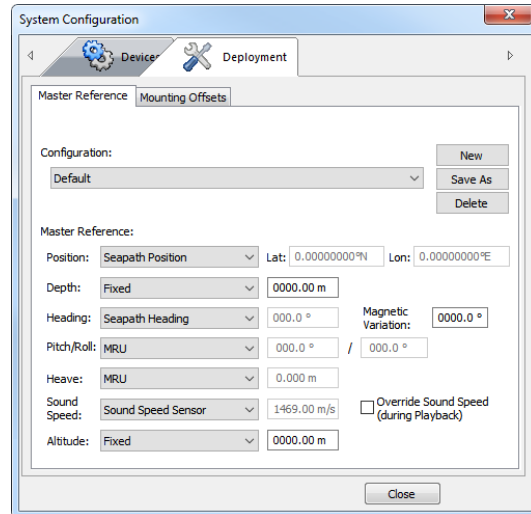 System Configuration
Devices
Deployment
Master Reference
Mounting Offsets
Configuration:
New
Default
Save As
Delete
Master Reference:
Position: Seapath Position Lat: 0.00000000°N Lon: 0.00000000°E
Depth: Fixed 0000.00 m
Heading: Seapath Heading 000.0 ° Magnetic Variation: 0000.0 °
Pitch/Roll: MRU 000.0 ° / 000.0 °
Heave: MRU 0.000 m
Sound Speed: Sound Speed Sensor 1469.00 m/s Override Sound Speed (during Playback)
Altitude: Fixed 0000.00 m
Close